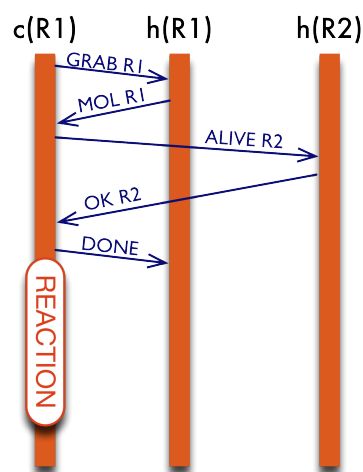 c(R1) h(R1) h(R2)
GRAB R1
MOL R1
ALIVE R2
OK R2
DONE
REACTION